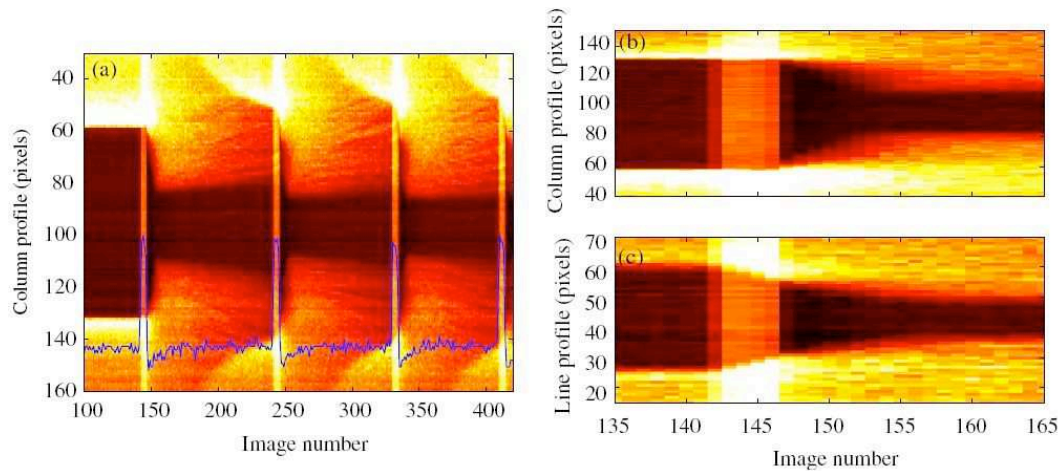 (a)
40
60
80
100
120
140
160
Column profile (pixels)
100 150 200 250 300 350 400
Image number
(b)
140
120
100
80
60
40
Column profile (pixels)
(c)
70
60
50
40
30
20
Line profile (pixels)
135 140 145 150 155 160 165
Image number